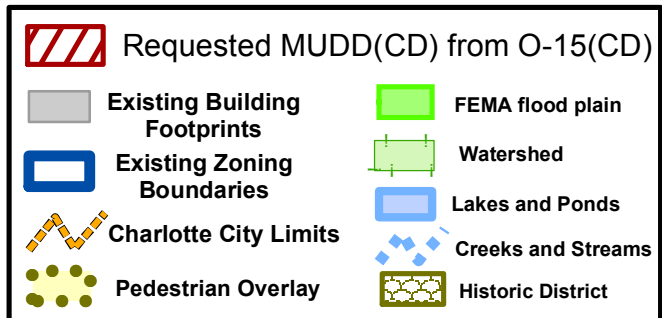 Requested MUDD(CD) from O-15(CD)
Existing Building
Footprints
Existing Zoning
Boundaries
Charlotte City Limits
Pedestrian Overlay
FEMA flood plain
Watershed
Lakes and Ponds
Creeks and Streams
Historic District